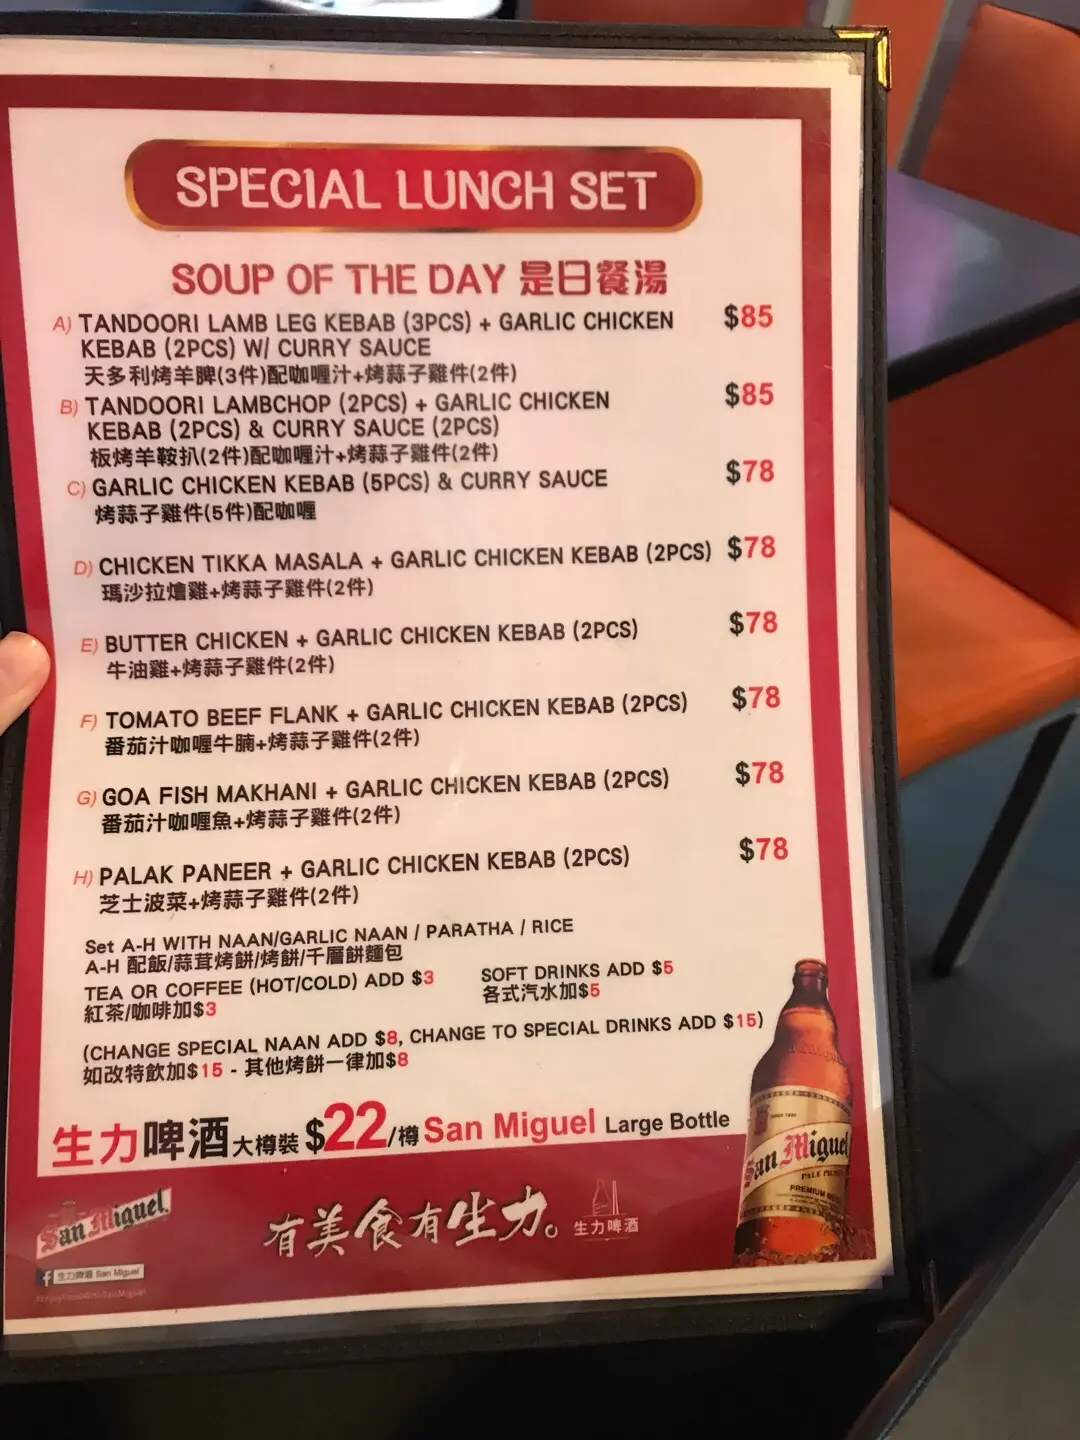 SPECIAL LUNCH SET
SOUP OF THE DAY 是日餐湯
A) TANDOORI LAMB LEG KEBAB (3PCS) + GARLIC CHICKEN $85
KEBAB (2PCS) W/ CURRY SAUCE
天多利烤羊脾(3件)配咖喱汁+烤蒜子雞件(2件)
B) TANDOORI LAMBCHOP (2PCS) + GARLIC CHICKEN $85
KEBAB (2PCS) & CURRY SAUCE (2PCS)
板烤羊鞍扒(2件)配咖喱汁+烤蒜子雞件(2件)
C) GARLIC CHICKEN KEBAB (5PCS) & CURRY SAUCE $78
烤蒜子雞件(5件)配咖喱
D) CHICKEN TIKKA MASALA + GARLIC CHICKEN KEBAB (2PCS) $78
瑪沙拉燴雞+烤蒜子雞件(2件)
E) BUTTER CHICKEN + GARLIC CHICKEN KEBAB (2PCS) $78
牛油雞+烤蒜子雞件(2件)
F) TOMATO BEEF FLANK + GARLIC CHICKEN KEBAB (2PCS) $78
番茄汁咖喱牛腩+烤蒜子雞件(2件)
G) GOA FISH MAKHANI + GARLIC CHICKEN KEBAB (2PCS) $78
番茄汁咖喱魚+烤蒜子雞件(2件)
H) PALAK PANEER + GARLIC CHICKEN KEBAB (2PCS) $78
芝士波菜+烤蒜子雞件(2件)
Set A-H WITH NAAN/GARLIC NAAN / PARATHA / RICE
A-H 配飯/蒜茸烤餅/烤餅/千層餅麵包
TEA OR COFFEE (HOT/COLD) ADD $3 SOFT DRINKS ADD $5
紅茶/咖啡加$3 各式汽水加$5
(CHANGE SPECIAL NAAN ADD $8, CHANGE TO SPECIAL DRINKS ADD $15)
如改特飲加$15 - 其他烤餅一律加$8
生力啤酒大樽裝 $22/樽 San Miguel Large Bottle
San Miguel
有美食有生力。
生力啤酒
生力啤酒 San Miguel
#EnjoyFoodWithSanMiguel
SINCE 1890
San Miguel
PALE PILSEN
PREMIUM